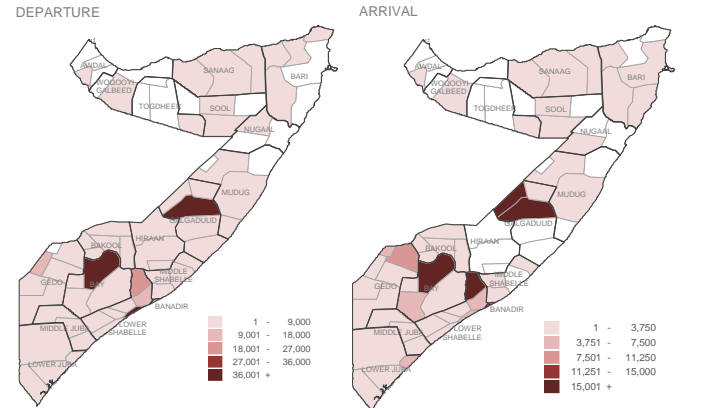 DEPARTURE
AWDAL
WOQOOYI
GALBEED
TOGDHEER
SANAAG
SOOL
BARI
NUGAAL
MUDUG
GALGADUUD
HIRAAN
BAKOOL
GEDO
BAY
MIDDLE
SHABELLE
BANADIR
LOWER
SHABELLE
MIDDLE JUBA
LOWER JUBA
1 - 9,000
9,001 - 18,000
18,001 - 27,000
27,001 - 36,000
36,001 +
ARRIVAL
AWDAL
WOQOOYI
GALBEED
TOGDHEER
SANAAG
SOOL
BARI
NUGAAL
MUDUG
GALGADUUD
HIRAAN
BAKOOL
GEDO
BAY
MIDDLE
SHABELLE
BANADIR
LOWER
SHABELLE
MIDDLE JUBA
LOWER JUBA
1 - 3,750
3,751 - 7,500
7,501 - 11,250
11,251 - 15,000
15,001 +